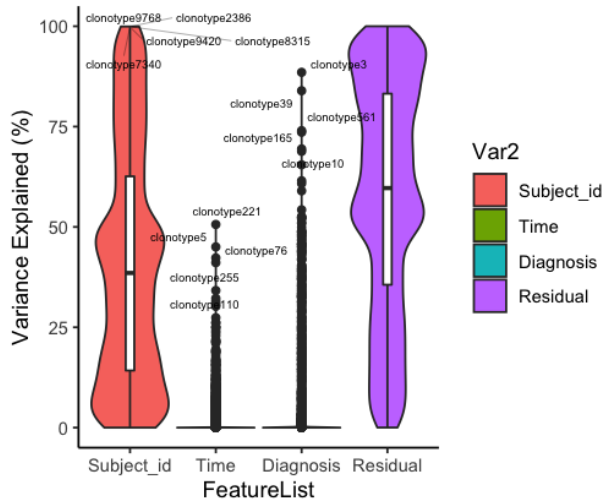 clonotype9768 clonotype2386
clonotype9420 clonotype8315
clonotype7340
clonotype3
clonotype39
clonotype561
clonotype165
clonotype10
clonotype221
clonotype5
clonotype76
clonotype255
clonotype110
100
75
50
25
0
Variance Explained (%)
Subject_id Time Diagnosis Residual
FeatureList
Var2
Subject_id
Time
Diagnosis
Residual